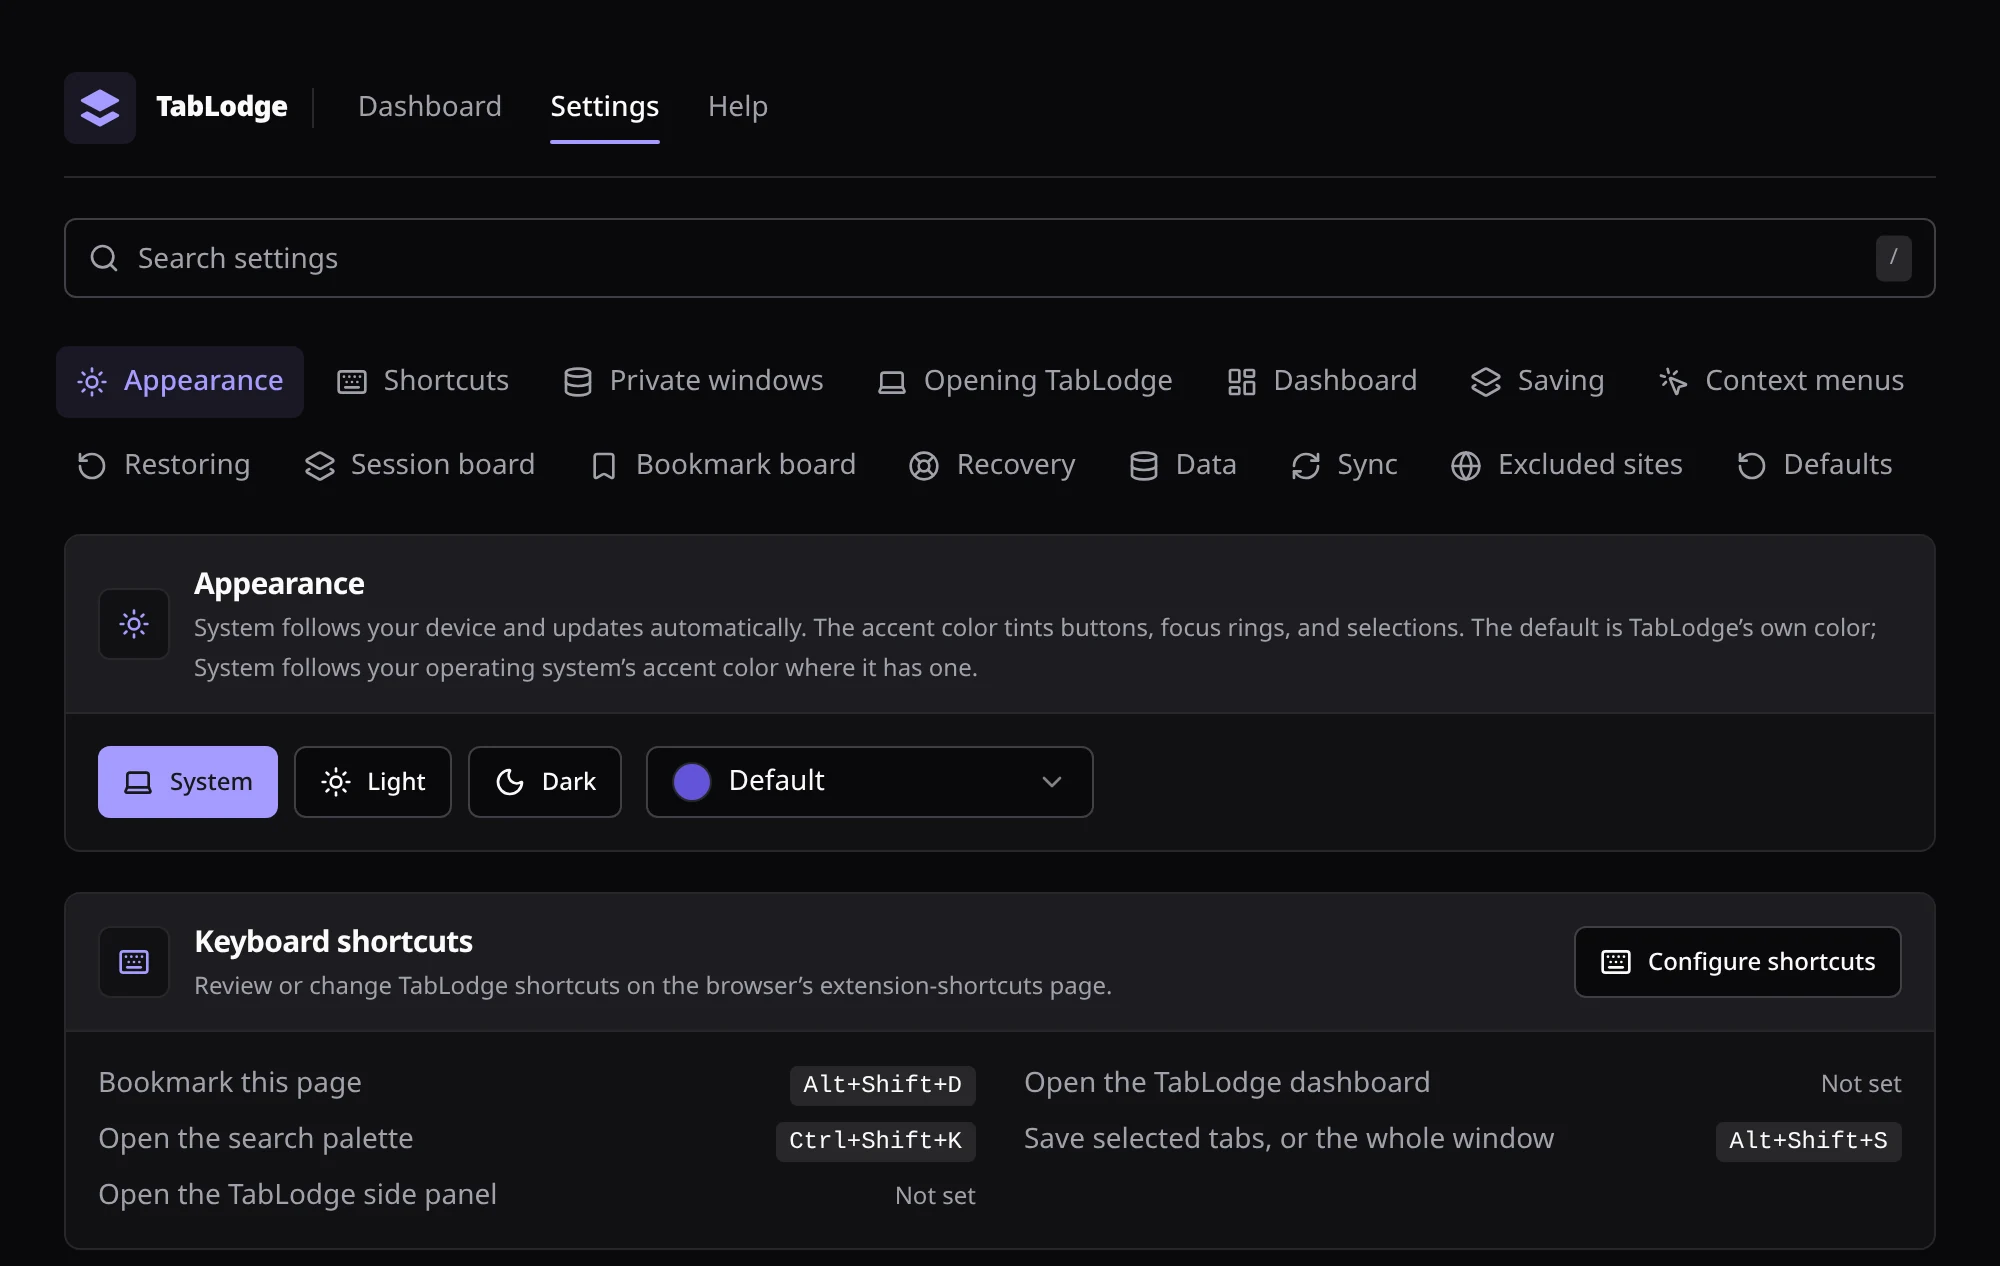 TabLodge
Dashboard
Settings
Help
Search settings
/
Appearance
Shortcuts
Private windows
Opening TabLodge
Dashboard
Saving
Context menus
Restoring
Session board
Bookmark board
Recovery
Data
Sync
Excluded sites
Defaults
Appearance
System follows your device and updates automatically. The accent color tints buttons, focus rings, and selections. The default is TabLodge’s own color;
System follows your operating system’s accent color where it has one.
System
Light
Dark
Default
Keyboard shortcuts
Review or change TabLodge shortcuts on the browser’s extension-shortcuts page.
Configure shortcuts
Bookmark this page
Alt+Shift+D
Open the TabLodge dashboard
Not set
Open the search palette
Ctrl+Shift+K
Save selected tabs, or the whole window
Alt+Shift+S
Open the TabLodge side panel
Not set